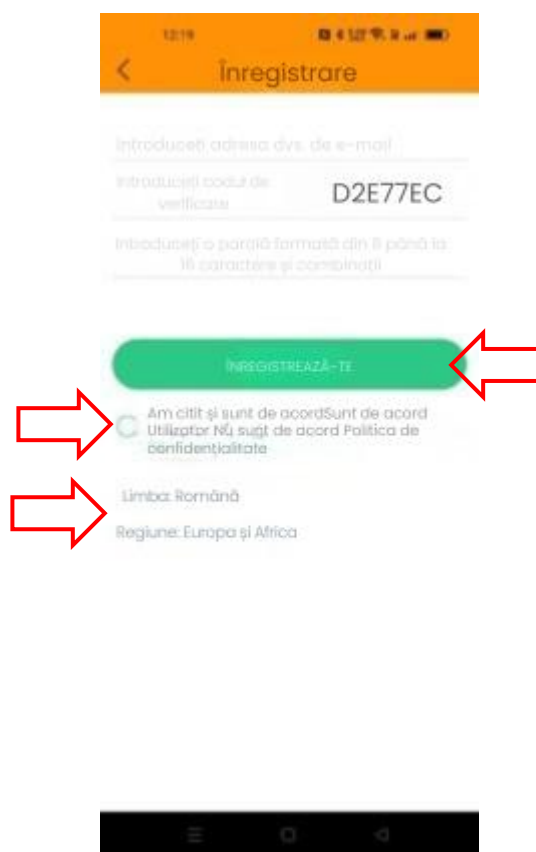 12:19
Înregistrare
Introduceți adresa dvs. de e-mail
Introduceți codul de
verificare
D2E77EC
Introduceți o parolă formată din 8 până la
16 caractere și combinații
ÎNREGISTREAZĂ-TE
Am citit și sunt de acordSunt de acord
Utilizator NU sunt de acord Politica de
confidențialitate
Limba: Română
Regiune: Europa și Africa